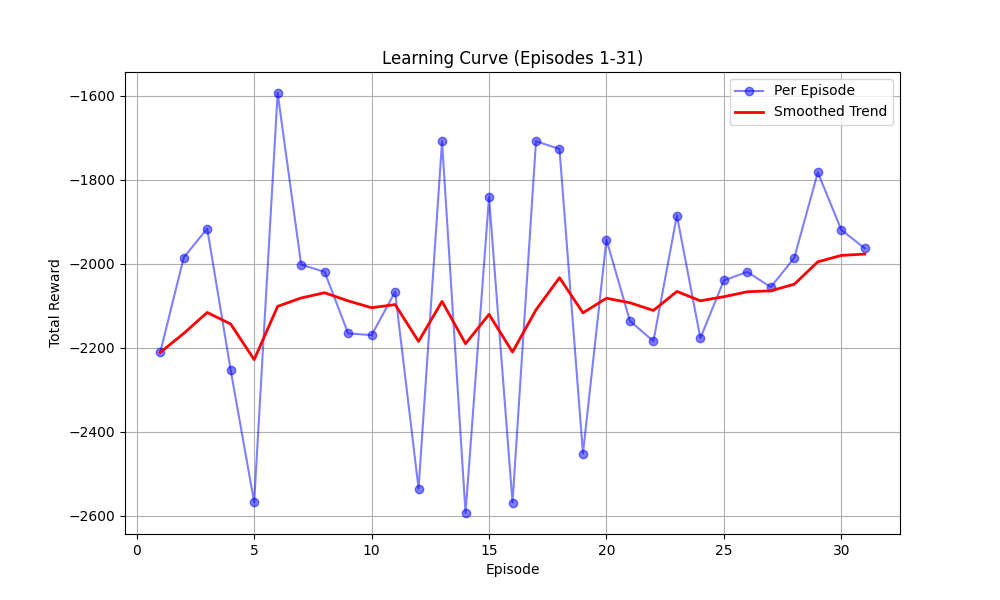 Learning Curve (Episodes 1-31)
Per Episode
Smoothed Trend
Total Reward
−1600
−1800
−2000
−2200
−2400
−2600
0 5 10 15 20 25 30
Episode